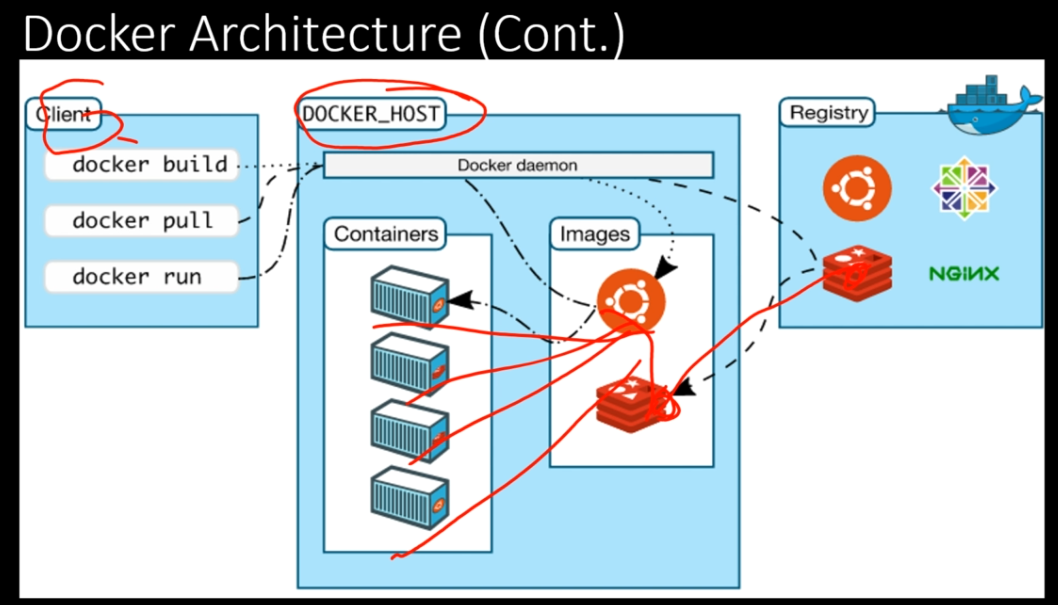 Docker Architecture (Cont.)
Client
docker build
docker pull
docker run
DOCKER_HOST
Docker daemon
Containers
Images
Registry
NGiNX